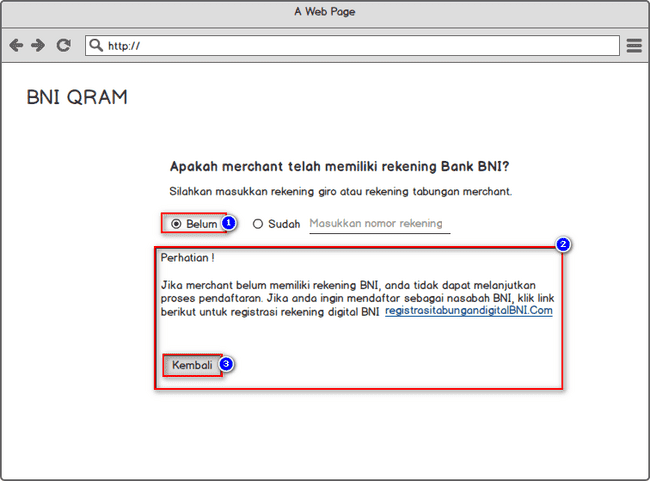 A Web Page
http://
BNI QRAM
Apakah merchant telah memiliki rekening Bank BNI?
Silahkan masukkan rekening giro atau rekening tabungan merchant.
Belum 1 Sudah Masukkan nomor rekening
2
Perhatian !
Jika merchant belum memiliki rekening BNI, anda tidak dapat melanjutkan
proses pendaftaran. Jika anda ingin mendaftar sebagai nasabah BNI, klik link
berikut untuk registrasi rekening digital BNI registrasitabungandigitalBNI.Com
Kembali 3